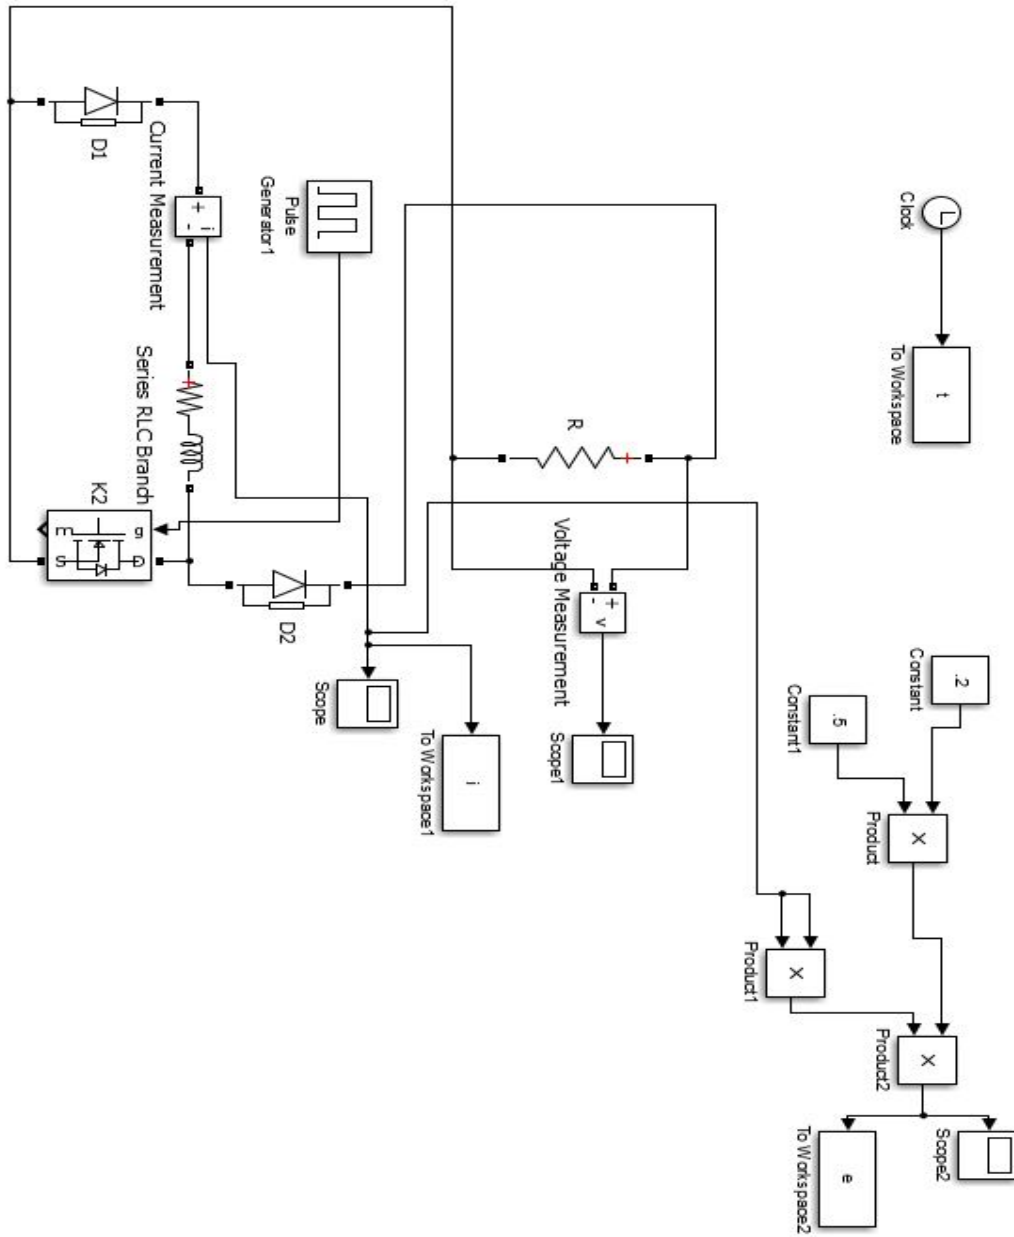 t
Clock
To Workspace
.2
Constant
.5
Constant1
X
Product
X
Product2
Scope2
e
To Workspace2
X
Product1
R
+
+
-
v
Voltage Measurement
Scope1
i
To Workspace1
Scope
Pulse
Generator1
D2
+
-
i
Current Measurement
+
Series RLC Branch
D1
K2
g
D
m
S